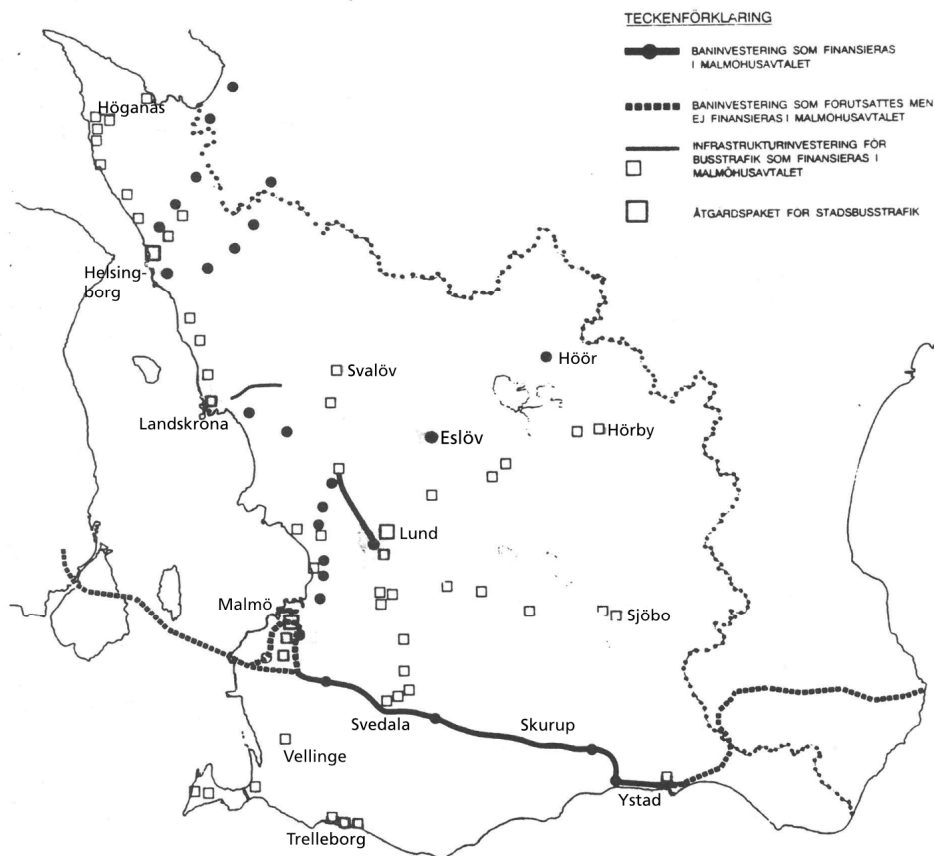 TECKENFÖRKLARING
BANINVESTERING SOM FINANSIERAS
I MALMÖHUSAVTALET
BANINVESTERING SOM FÖRUTSATTES MEN
EJ FINANSIERAS I MALMÖHUSAVTALET
INFRASTRUKTURINVESTERING FÖR
BUSSTRAFIK SOM FINANSIERAS I
MALMÖHUSAVTALET
ÅTGÄRDSPAKET FÖR STADSBUSSTRAFIK
Höganäs
Helsing-
borg
Svalöv
Höör
Landskrona
Eslöv
Hörby
Lund
Malmö
Sjöbo
Svedala
Skurup
Vellinge
Ystad
Trelleborg